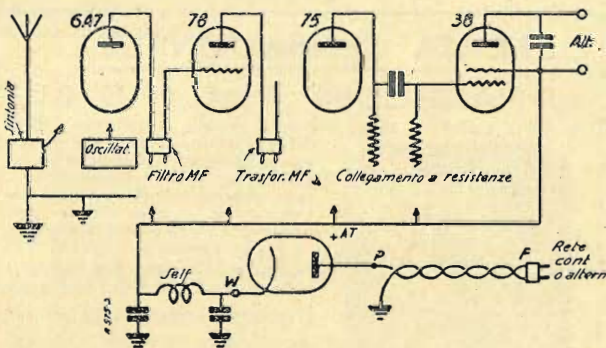 6A7
78
75
38
Alt.
Sintonia
Oscillat.
Filtro MF
Trasfor. MF
Collegamento a resistenze
+AT
Self
W
P
F
Rete
cont
o altern